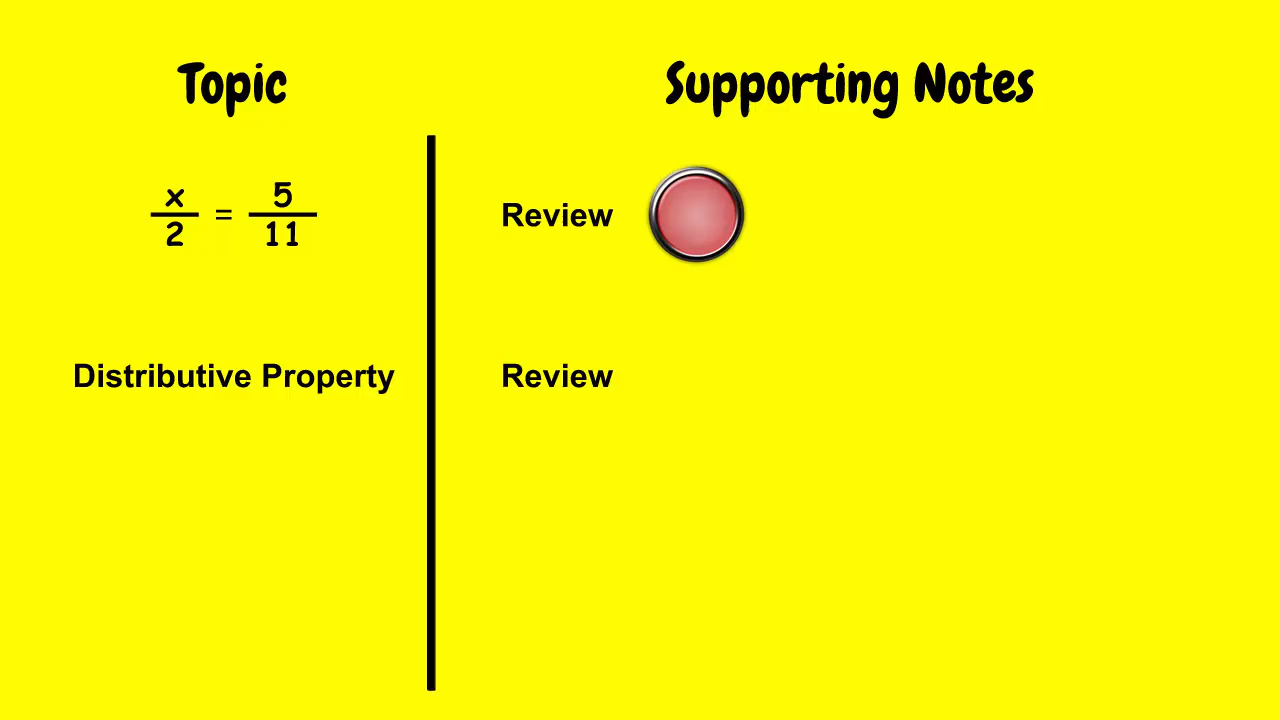 Topic Supporting Notes
x/2 = 5/11 Review
Distributive Property Review